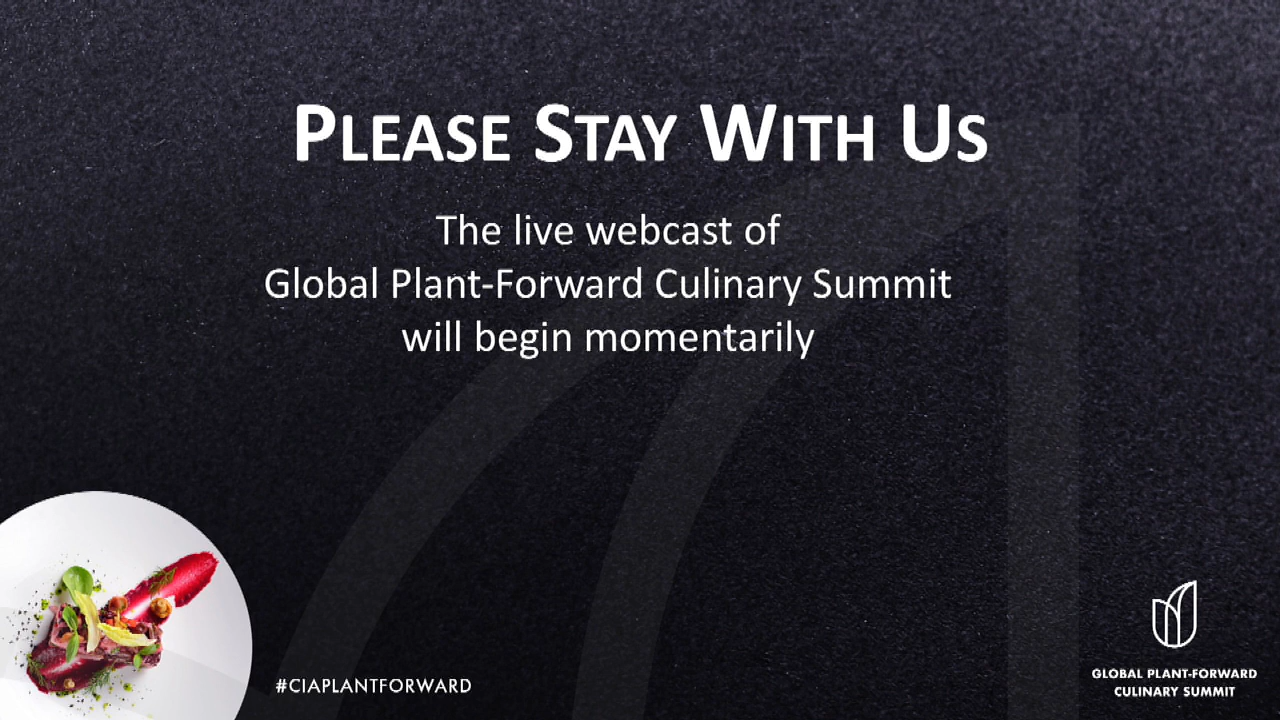 PLEASE STAY WITH US
The live webcast of
Global Plant-Forward Culinary Summit
will begin momentarily
#CIAPLANTFORWARD
GLOBAL PLANT-FORWARD
CULINARY SUMMIT